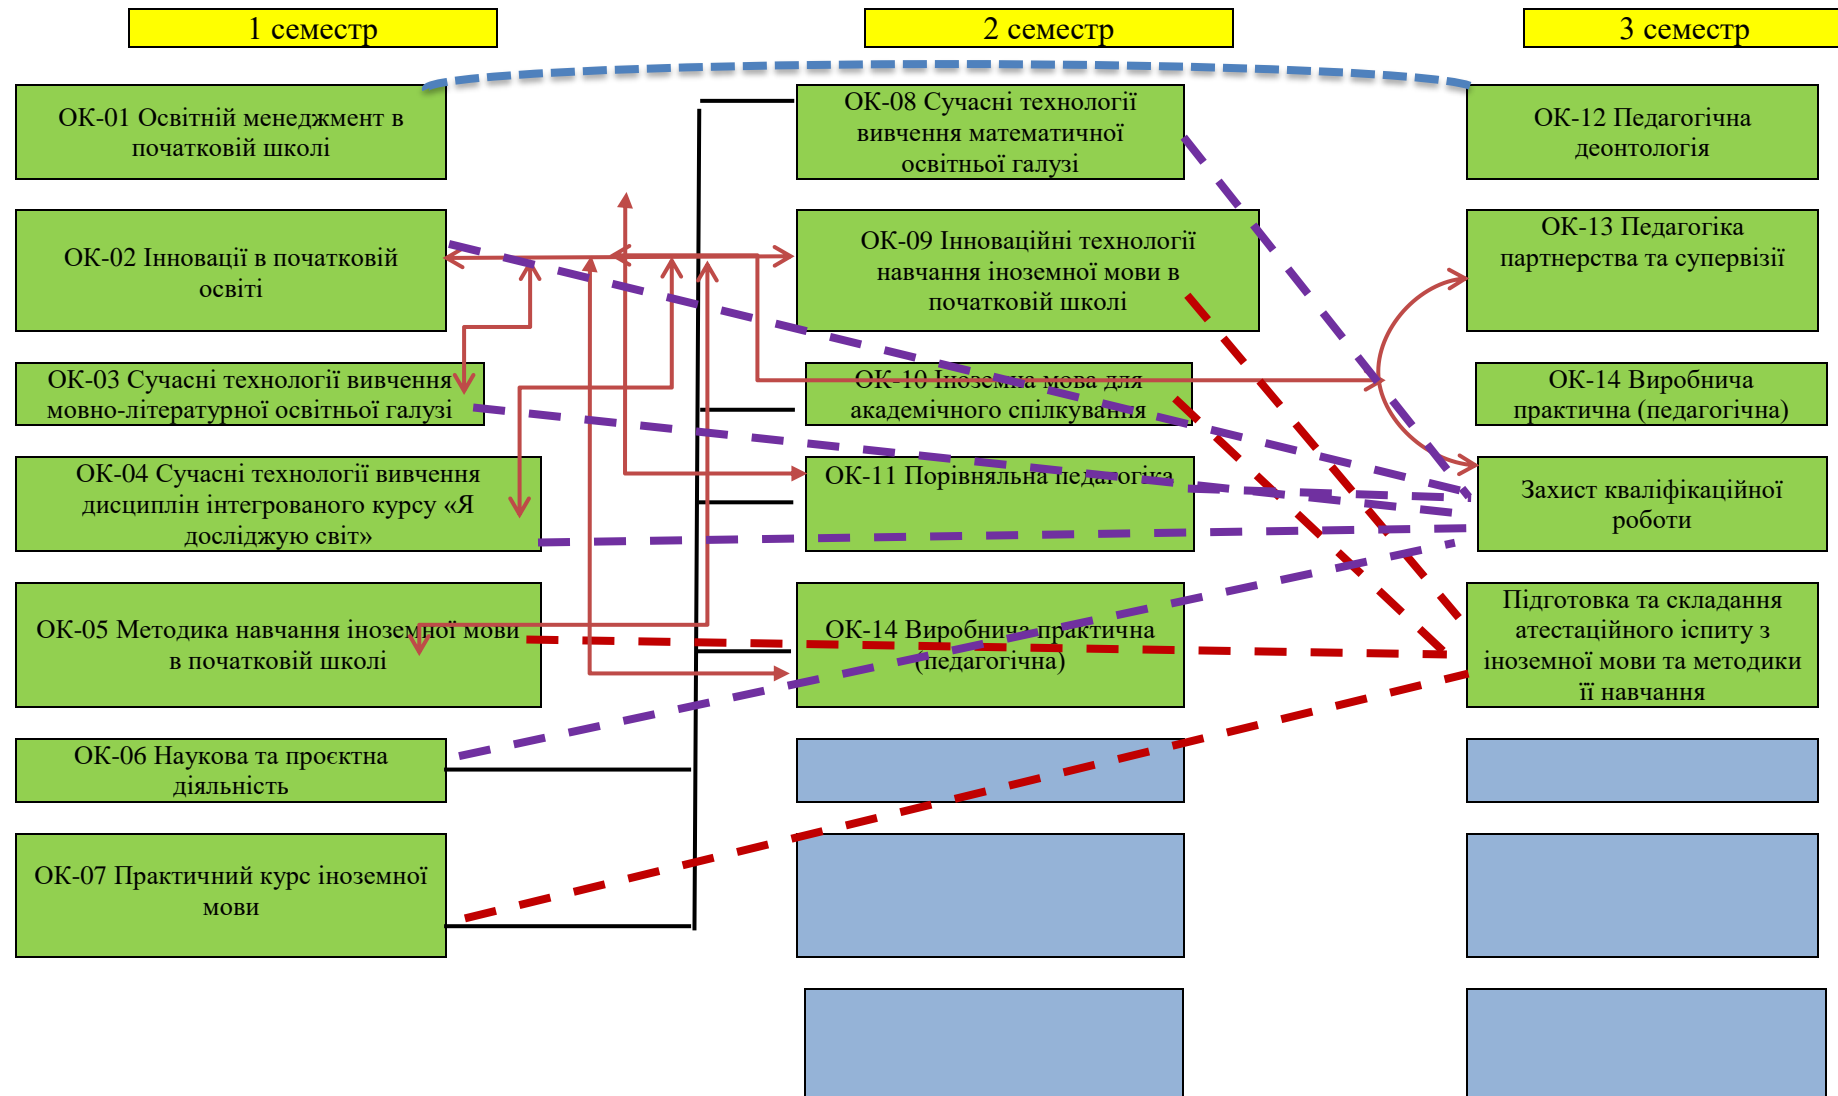 1 семестр
2 семестр
3 семестр
ОК-01 Освітній менеджмент в
початковій школі
ОК-02 Інновації в початковій
освіті
ОК-03 Сучасні технології вивчення
мовно-літературної освітньої галузі
ОК-04 Сучасні технології вивчення
дисциплін інтегрованого курсу «Я
досліджую світ»
ОК-05 Методика навчання іноземної мови
в початковій школі
ОК-06 Наукова та проєктна
діяльність
ОК-07 Практичний курс іноземної
мови
ОК-08 Сучасні технології
вивчення математичної
освітньої галузі
ОК-09 Інноваційні технології
навчання іноземної мови в
початковій школі
ОК-10 Іноземна мова для
академічного спілкування
ОК-11 Порівняльна педагогіка
ОК-14 Виробнича практична
(педагогічна)
ОК-12 Педагогічна
деонтологія
ОК-13 Педагогіка
партнерства та супервізії
ОК-14 Виробнича
практична (педагогічна)
Захист кваліфікаційної
роботи
Підготовка та складання
атестаційного іспиту з
іноземної мови та методики
її навчання